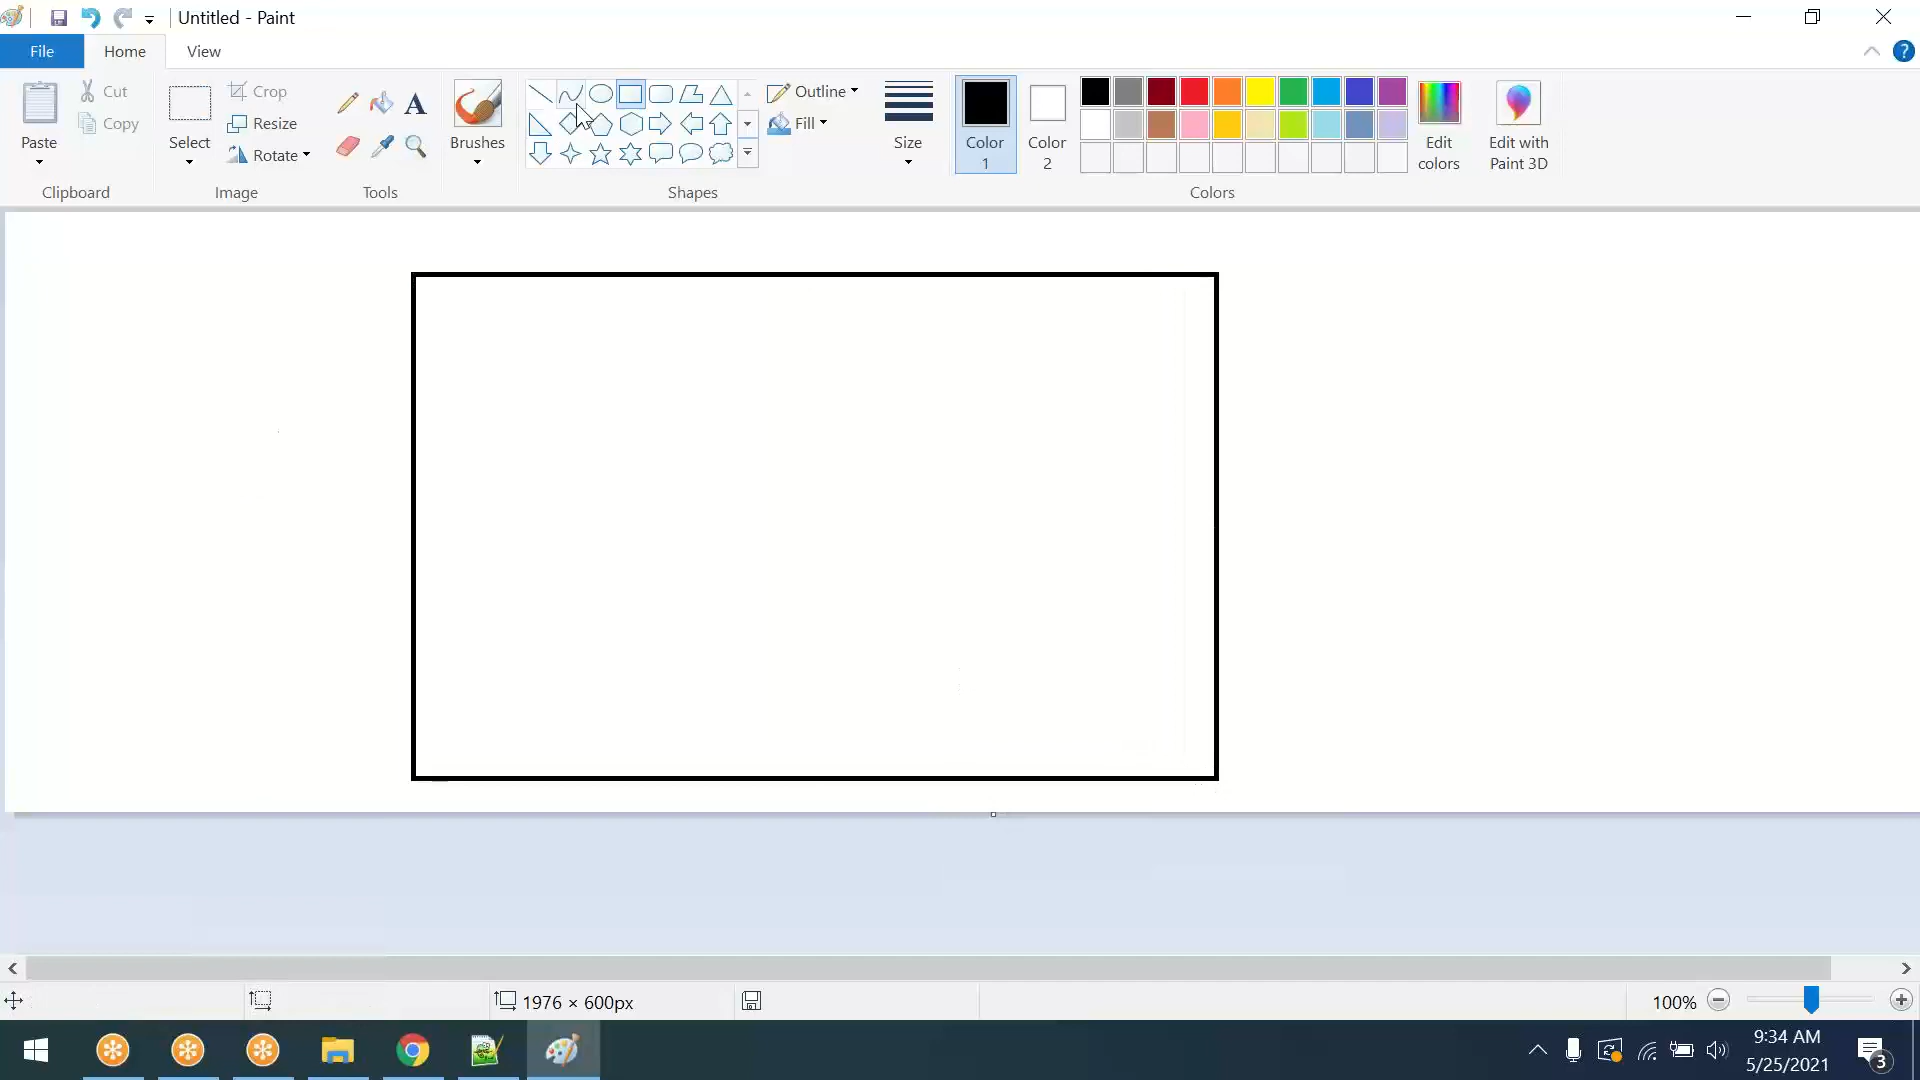 Untitled - Paint
File Home View
Paste
Cut
Copy
Clipboard
Select
Crop
Resize
Rotate
Image
Tools
Brushes
Shapes
Outline
Fill
Size
Color 1
Color 2
Colors
Edit colors
Edit with Paint 3D
1976 × 600px
100%
9:34 AM
5/25/2021
3